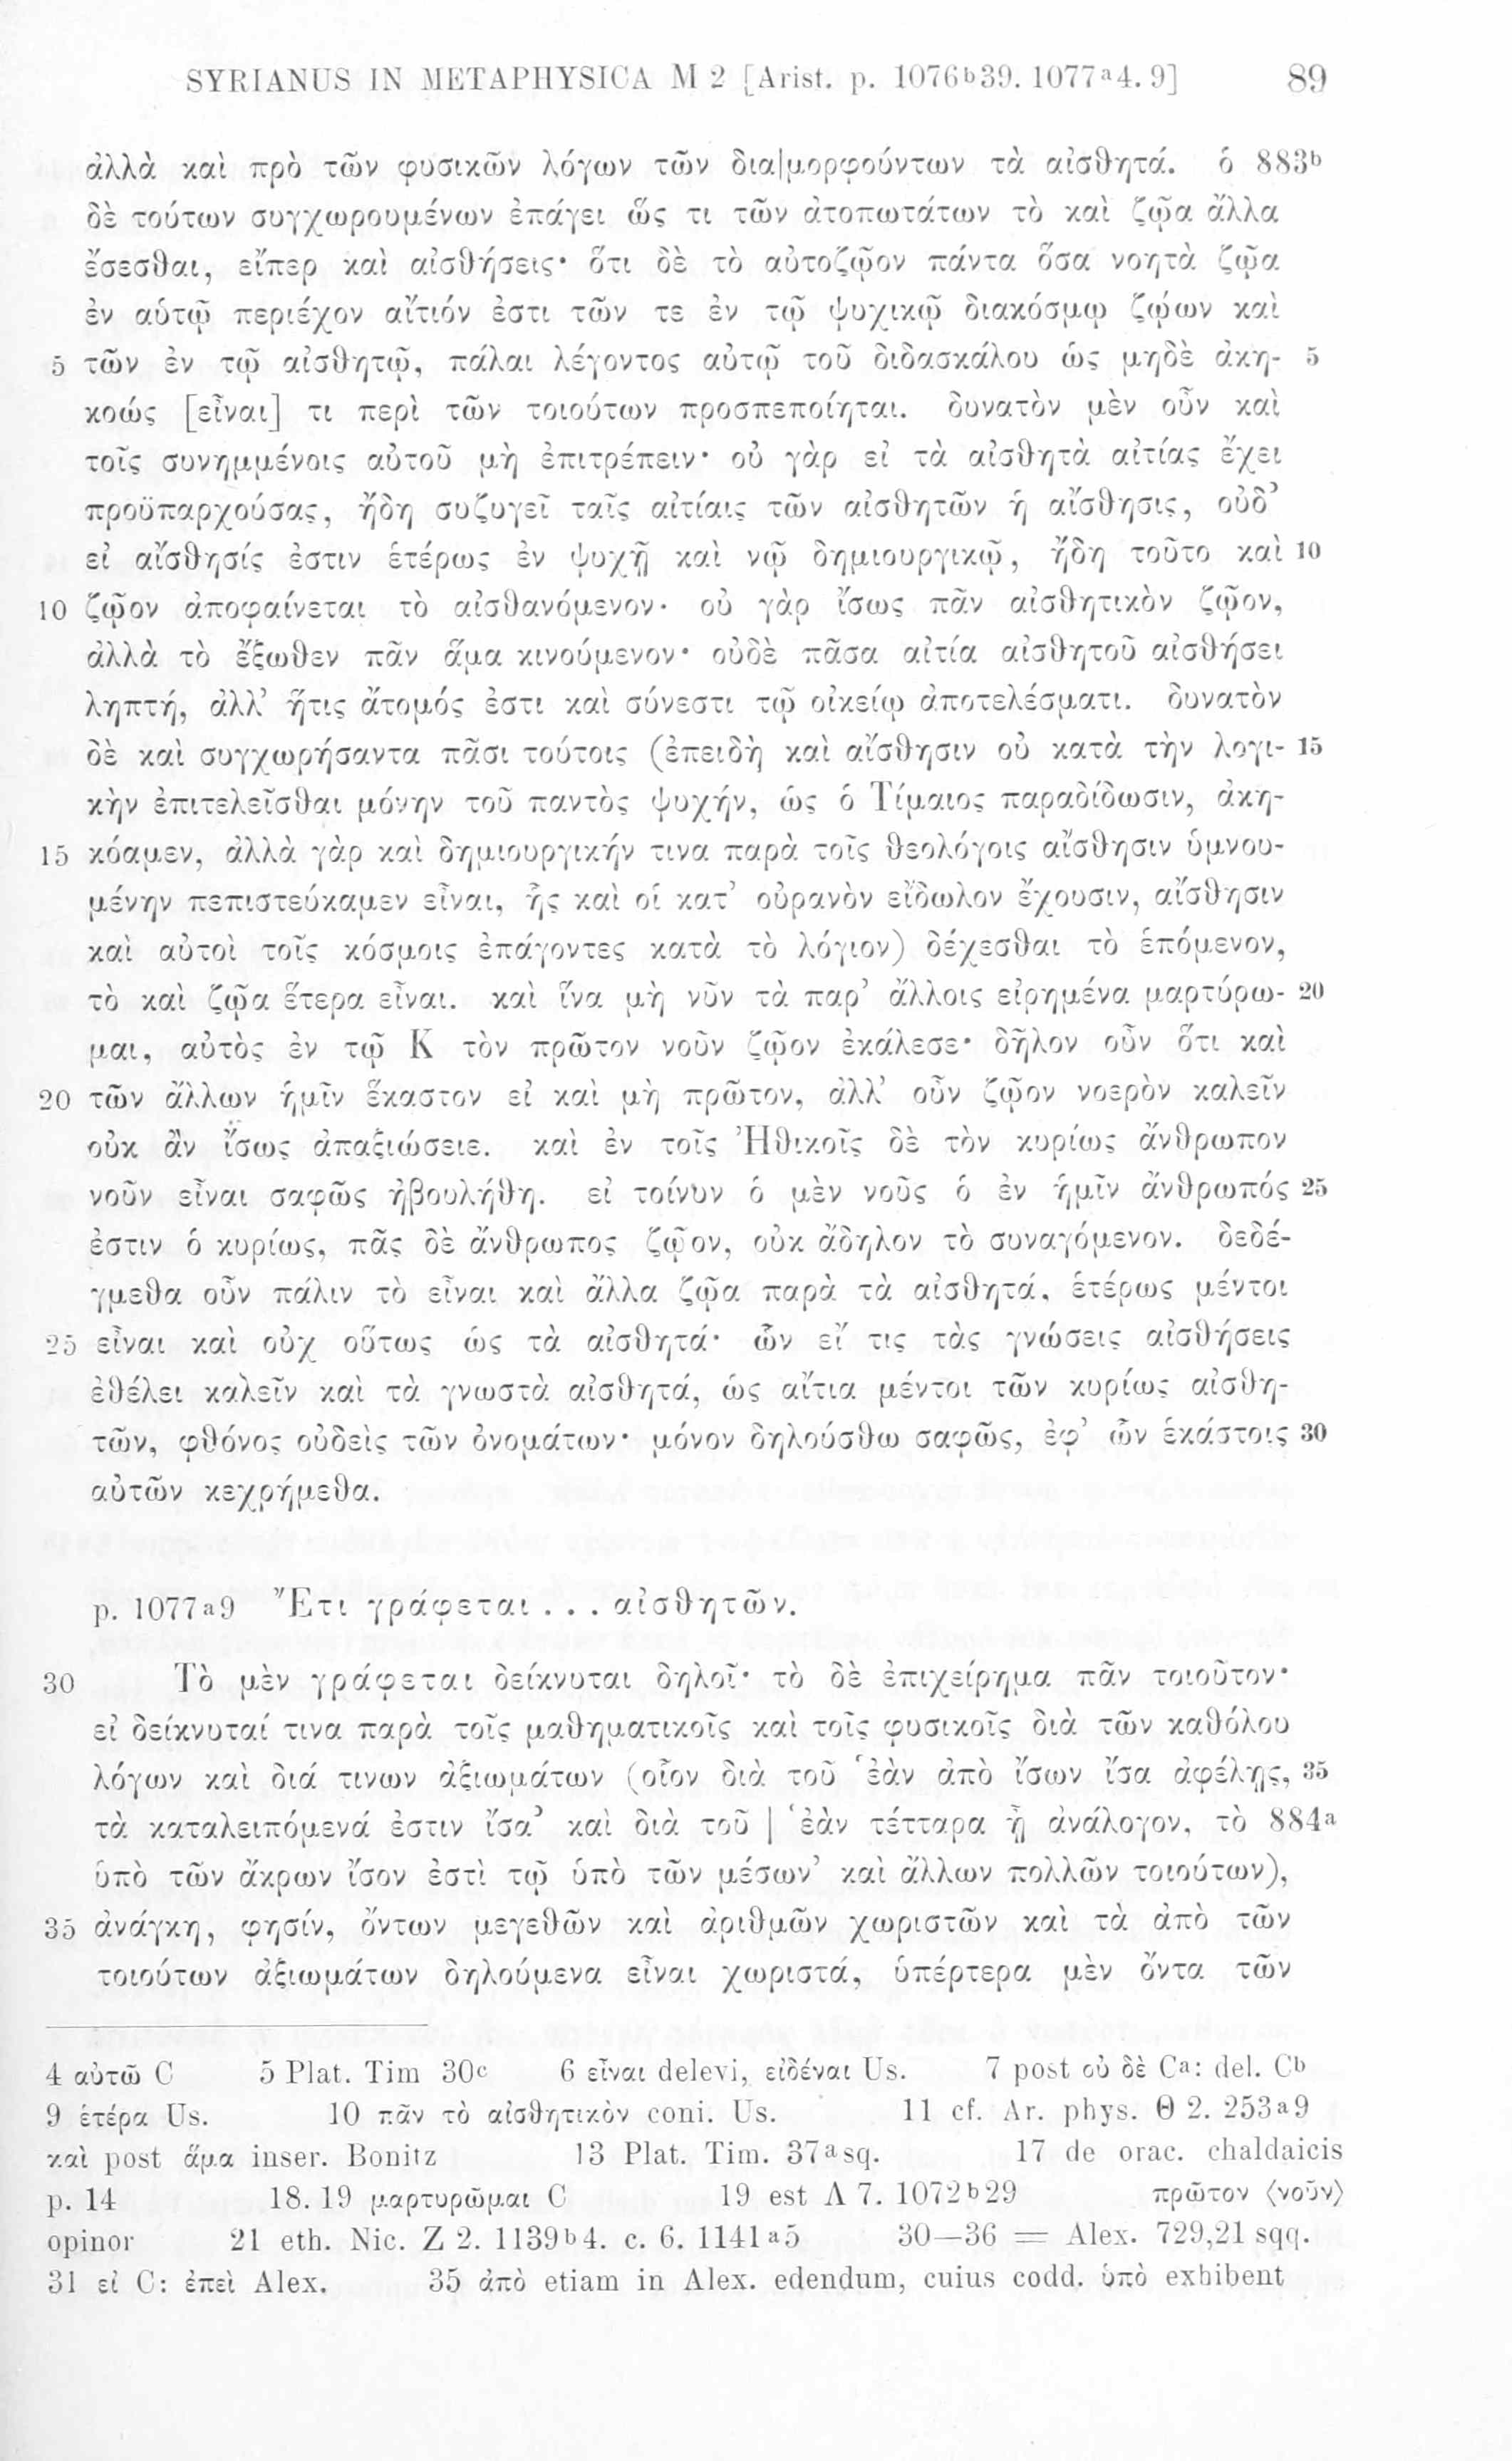 SYRIANUS IN METAPHYSICA M 2 [Arist. p. 1076ᵇ39. 1077ᵃ4. 9] 89
ἀλλὰ καὶ πρὸ τῶν φυσικῶν λόγων τῶν δια|μορφούντων τὰ αἰσθητά. ὁ 883ᵇ
δὲ τούτων συγχωρουμένων ἐπάγει ὥς τι τῶν ἀτοπωτάτων τὸ καὶ ζῷα ἄλλα
ἔσεσθαι, εἴπερ καὶ αἰσθήσεις· ὅτι δὲ τὸ αὐτοζῷον πάντα ὅσα νοητὰ ζῷα
ἐν αὑτῷ περιέχον αἴτιόν ἐστι τῶν τε ἐν τῷ ψυχικῷ διακόσμῳ ζῴων καὶ
5 τῶν ἐν τῷ αἰσθητῷ, πάλαι λέγοντος αὐτῷ τοῦ διδασκάλου ὡς μηδὲ ἀκη- 5
κοώς [εἶναι] τι περὶ τῶν τοιούτων προσπεποίηται. δυνατὸν μὲν οὖν καὶ
τοῖς συνημμένοις αὐτοῦ μὴ ἐπιτρέπειν· οὐ γὰρ εἰ τὰ αἰσθητὰ αἰτίας ἔχει
προϋπαρχούσας, ἤδη συζυγεῖ ταῖς αἰτίαις τῶν αἰσθητῶν ἡ αἴσθησις, οὐδ’
εἰ αἴσθησίς ἐστιν ἑτέρως ἐν ψυχῇ καὶ νῷ δημιουργικῷ, ἤδη τοῦτο καὶ 10
10 ζῷον ἀποφαίνεται τὸ αἰσθανόμενον· οὐ γὰρ ἴσως πᾶν αἰσθητικὸν ζῷον,
ἀλλὰ τὸ ἔξωθεν πᾶν ἅμα κινούμενον· οὐδὲ πᾶσα αἰτία αἰσθητοῦ αἰσθήσει
ληπτή, ἀλλ’ ἥτις ἄτομός ἐστι καὶ σύνεστι τῷ οἰκείῳ ἀποτελέσματι. δυνατὸν
δὲ καὶ συγχωρήσαντα πᾶσι τούτοις (ἐπειδὴ καὶ αἴσθησιν οὐ κατὰ τὴν λογι- 15
κὴν ἐπιτελεῖσθαι μόνην τοῦ παντὸς ψυχήν, ὡς ὁ Τίμαιος παραδίδωσιν, ἀκη-
15 κόαμεν, ἀλλὰ γὰρ καὶ δημιουργικήν τινα παρὰ τοῖς θεολόγοις αἴσθησιν ὑμνου-
μένην πεπιστεύκαμεν εἶναι, ἧς καὶ οἱ κατ’ οὐρανὸν εἴδωλον ἔχουσιν, αἴσθησιν
καὶ αὐτοὶ τοῖς κόσμοις ἐπάγοντες κατὰ τὸ λόγιον) δέχεσθαι τὸ ἑπόμενον,
τὸ καὶ ζῷα ἕτερα εἶναι. καὶ ἵνα μὴ νῦν τὰ παρ’ ἄλλοις εἰρημένα μαρτύρω- 20
μαι, αὐτὸς ἐν τῷ Κ τὸν πρῶτον νοῦν ζῷον ἐκάλεσε· δῆλον οὖν ὅτι καὶ
20 τῶν ἄλλων ἡμῖν ἕκαστον εἰ καὶ μὴ πρῶτον, ἀλλ’ οὖν ζῷον νοερὸν καλεῖν
οὐκ ἂν ἴσως ἀπαξιώσειε. καὶ ἐν τοῖς Ἠθικοῖς δὲ τὸν κυρίως ἄνθρωπον
νοῦν εἶναι σαφῶς ἠβουλήθη. εἰ τοίνυν ὁ μὲν νοῦς ὁ ἐν ἡμῖν ἄνθρωπός 25
ἐστιν ὁ κυρίως, πᾶς δὲ ἄνθρωπος ζῷον, οὐκ ἄδηλον τὸ συναγόμενον. δεδέ-
γμεθα οὖν πάλιν τὸ εἶναι καὶ ἄλλα ζῷα παρὰ τὰ αἰσθητά, ἑτέρως μέντοι
25 εἶναι καὶ οὐχ οὕτως ὡς τὰ αἰσθητά· ὧν εἴ τις τὰς γνώσεις αἰσθήσεις
ἐθέλει καλεῖν καὶ τὰ γνωστὰ αἰσθητά, ὡς αἴτια μέντοι τῶν κυρίως αἰσθη-
τῶν, φθόνος οὐδεὶς τῶν ὀνομάτων· μόνον δηλούσθω σαφῶς, ἐφ’ ὧν ἑκάστοις 30
αὐτῶν κεχρήμεθα.
p. 1077ᵃ9 Ἔτι γράφεται . . . αἰσθητῶν.
30 Τὸ μὲν γράφεται δείκνυται δηλοῖ· τὸ δὲ ἐπιχείρημα πᾶν τοιοῦτον·
εἰ δείκνυταί τινα παρὰ τοῖς μαθηματικοῖς καὶ τοῖς φυσικοῖς διὰ τῶν καθόλου
λόγων καὶ διά τινων ἀξιωμάτων (οἷον διὰ τοῦ ‘ἐὰν ἀπὸ ἴσων ἴσα ἀφέλῃς, 35
τὰ καταλειπόμενά ἐστιν ἴσα’ καὶ διὰ τοῦ | ‘ἐὰν τέτταρα ᾖ ἀνάλογον, τὸ 884ᵃ
ὑπὸ τῶν ἄκρων ἴσον ἐστὶ τῷ ὑπὸ τῶν μέσων’ καὶ ἄλλων πολλῶν τοιούτων),
35 ἀνάγκη, φησίν, ὄντων μεγεθῶν καὶ ἀριθμῶν χωριστῶν καὶ τὰ ἀπὸ τῶν
τοιούτων ἀξιωμάτων δηλούμενα εἶναι χωριστά, ὑπέρτερα μὲν ὄντα τῶν
4 αὐτῶ C 5 Plat. Tim 30ᶜ 6 εἶναι delevi, εἰδέναι Us. 7 post οὐ δὲ Cᵃ: del. Cᵇ
9 ἑτέρα Us. 10 πᾶν τὸ αἰσθητικὸν coni. Us. 11 cf. Ar. phys. Θ 2. 253ᵃ9
καὶ post ἅμα inser. Bonitz 13 Plat. Tim. 37ᵃ sq. 17 de orac. chaldaicis
p. 14 18. 19 μαρτυρῶμαι C 19 est Λ 7. 1072ᵇ29 πρῶτον ⟨νοῦν⟩
opinor 21 eth. Nic. Z 2. 1139ᵇ4. c. 6. 1141ᵃ5 30—36 = Alex. 729,21 sqq.
31 εἰ C: ἐπεὶ Alex. 35 ἀπὸ etiam in Alex. edendum, cuius codd. ὑπὸ exhibent